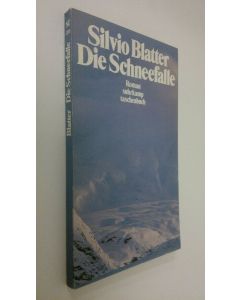 Silvio Blatter
Die Schneefalle
Roman
suhrkamp
taschenbuch
Blatter Die Schneefalle